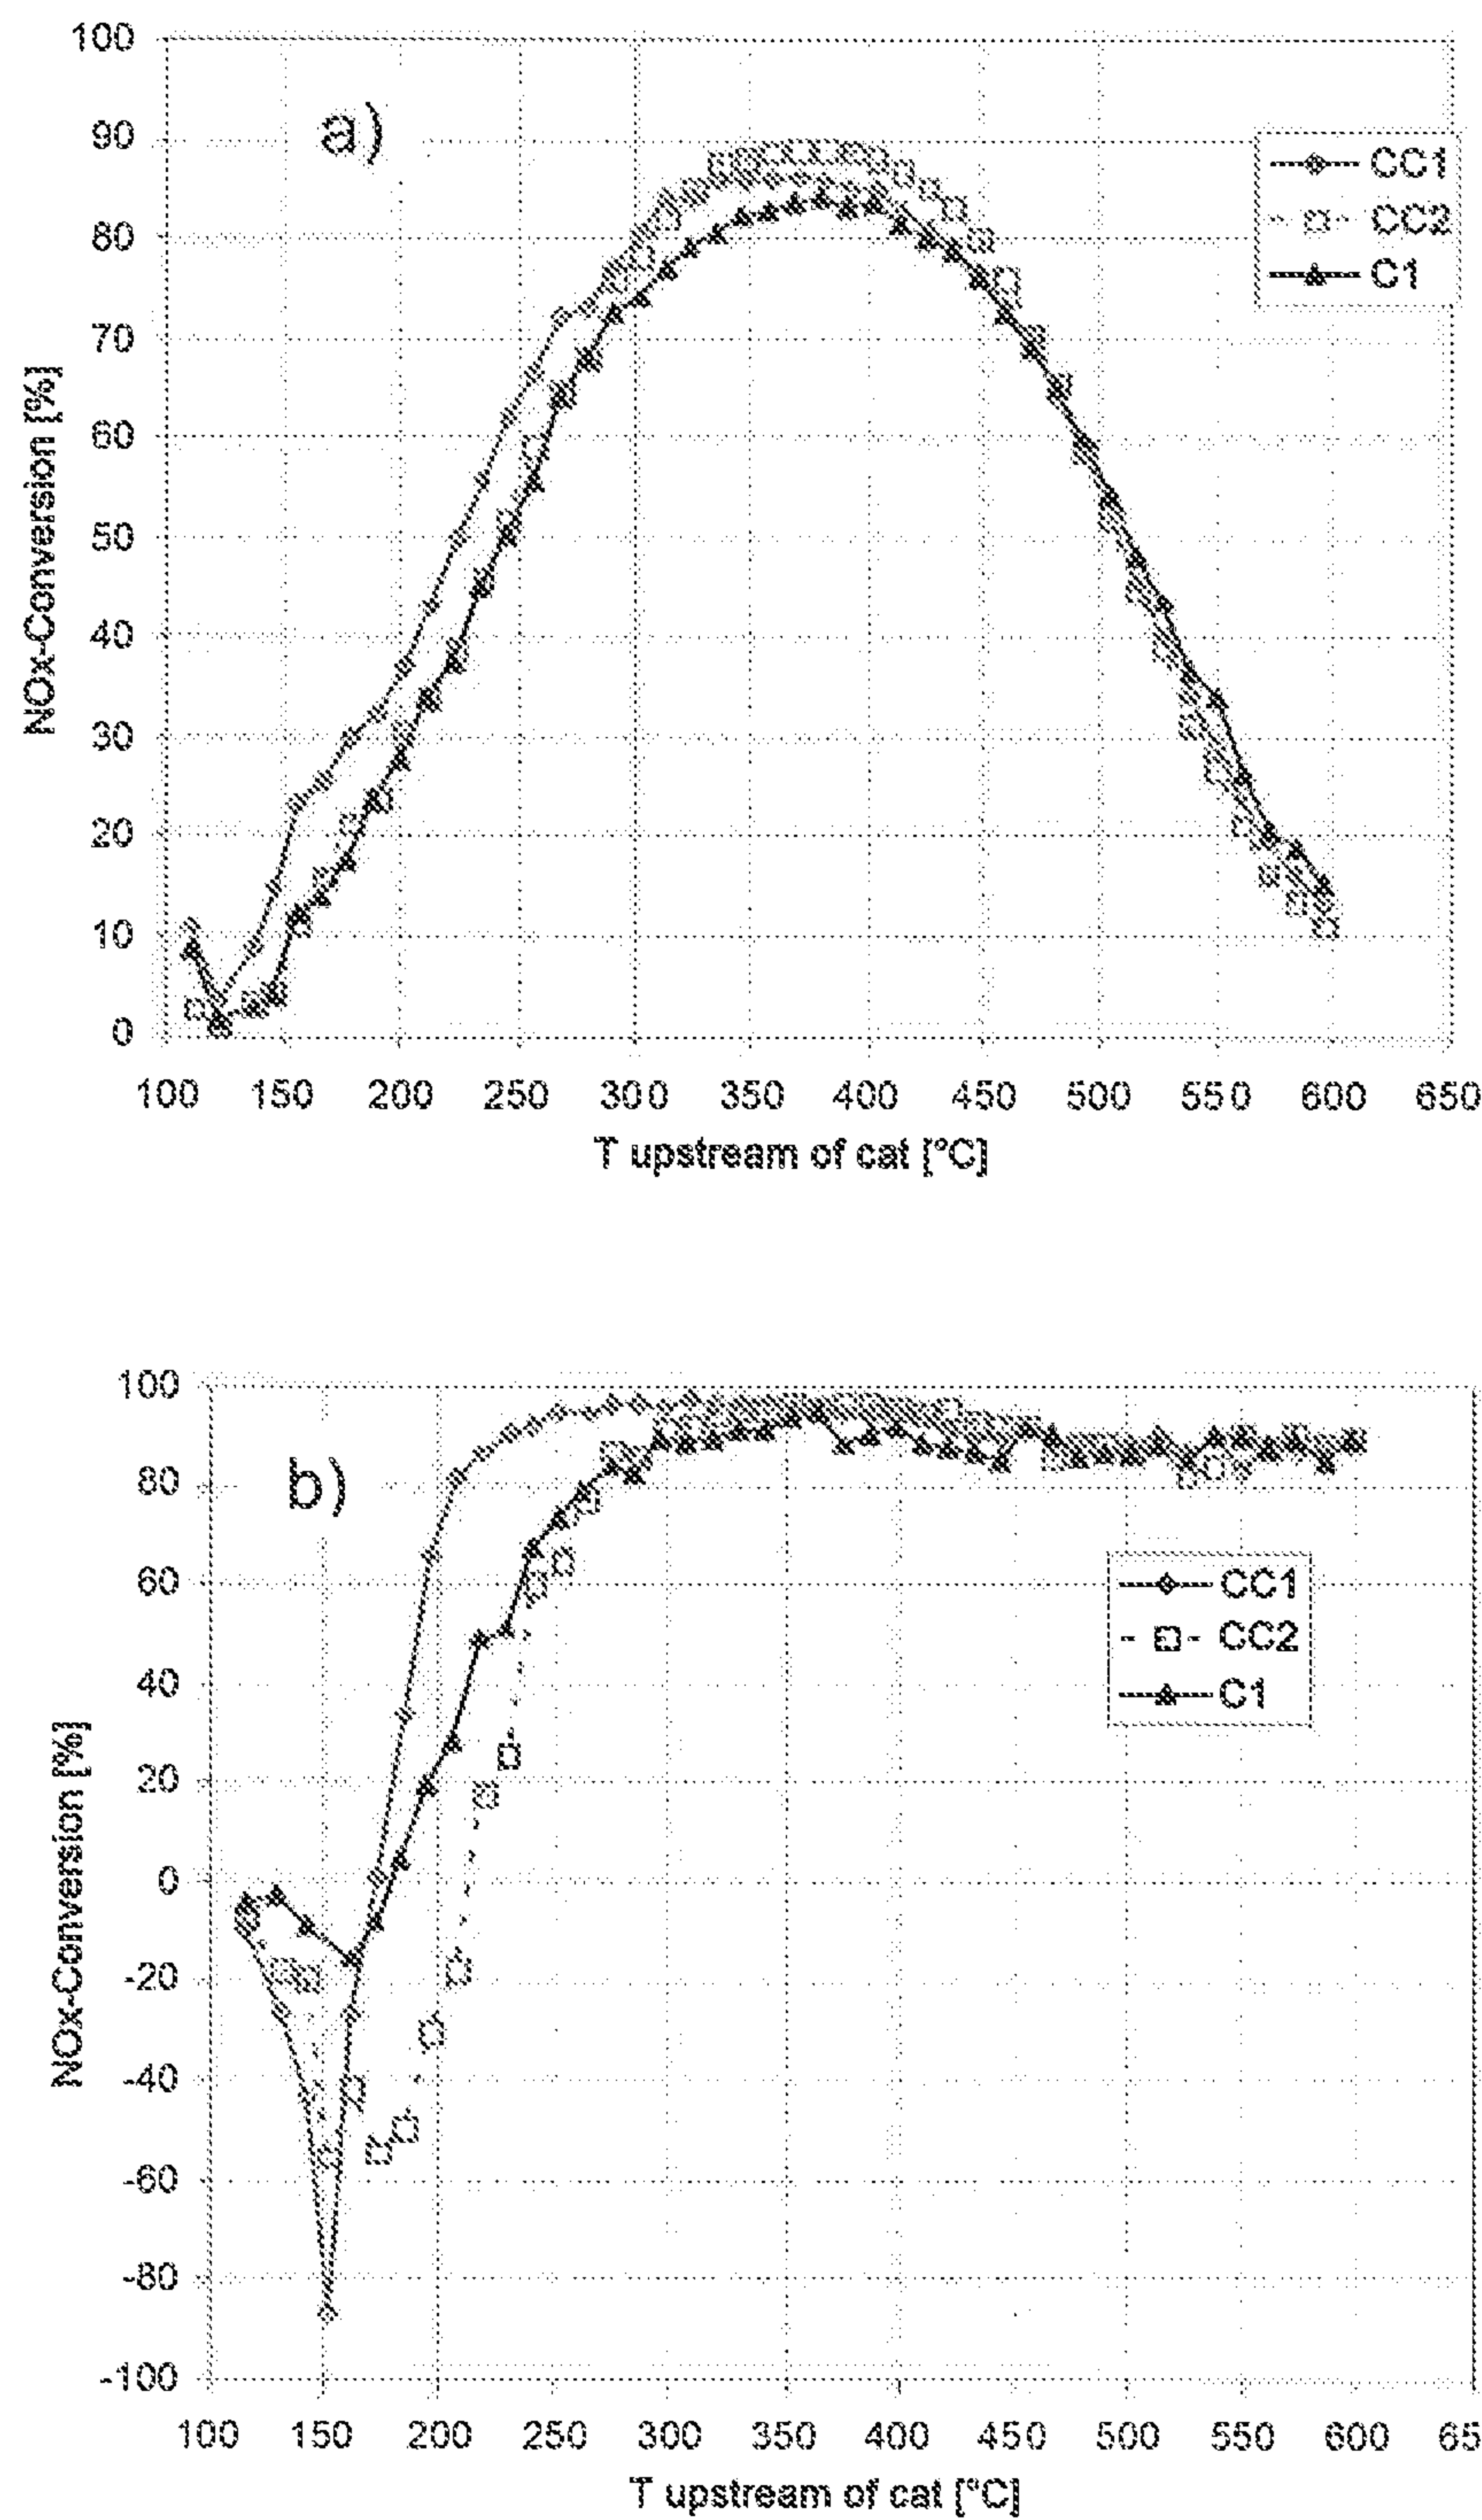 100
a)
90
CC1
CC2
C1
80
70
60
50
40
30
20
10
0
NOx-Conversion [%]
100 150 200 250 300 350 400 450 500 550 600 650
T upstream of cat [°C]
100
b)
80
60
CC1
CC2
C1
40
20
0
-20
-40
-60
-80
-100
NOx-Conversion [%]
100 150 200 250 300 350 400 450 500 550 600 65
T upstream of cat [°C]